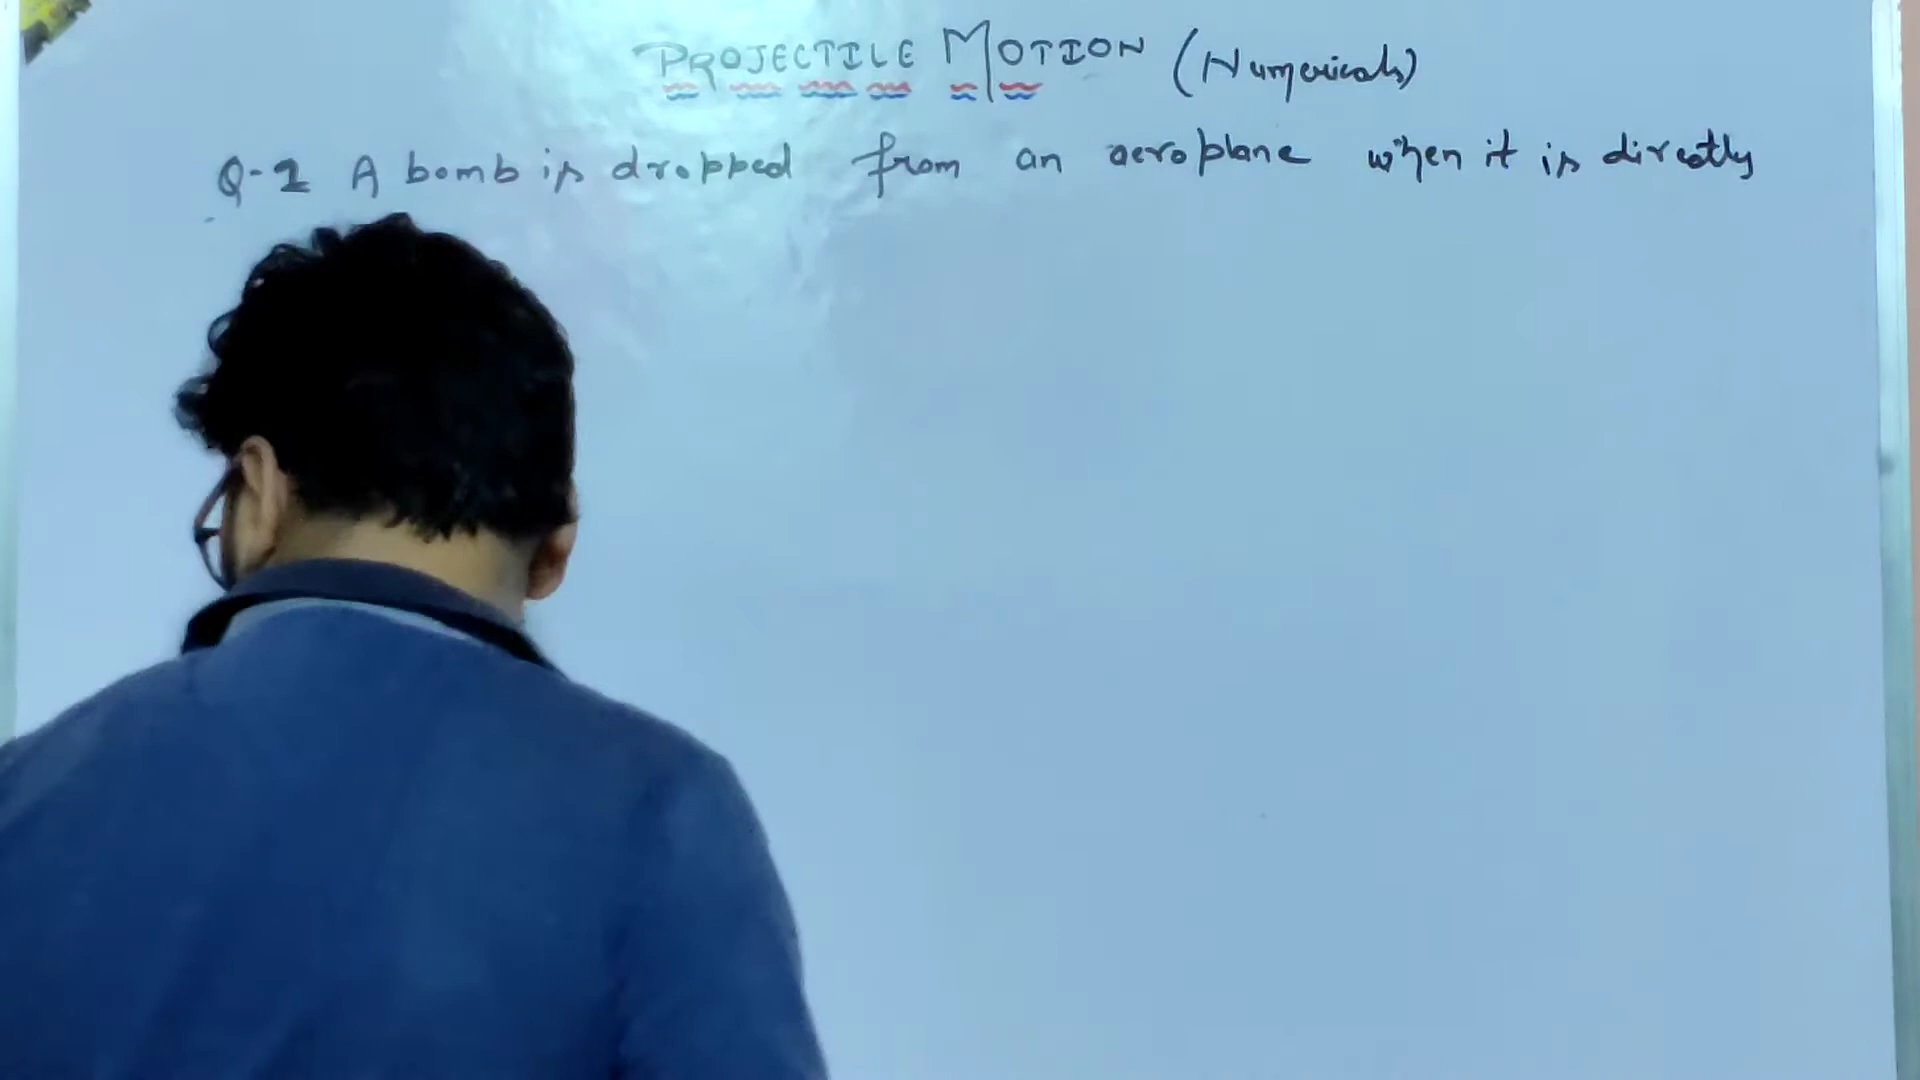 PROJECTILE MOTION (Numericals)
Q-1 A bomb is dropped from an aeroplane when it is directly